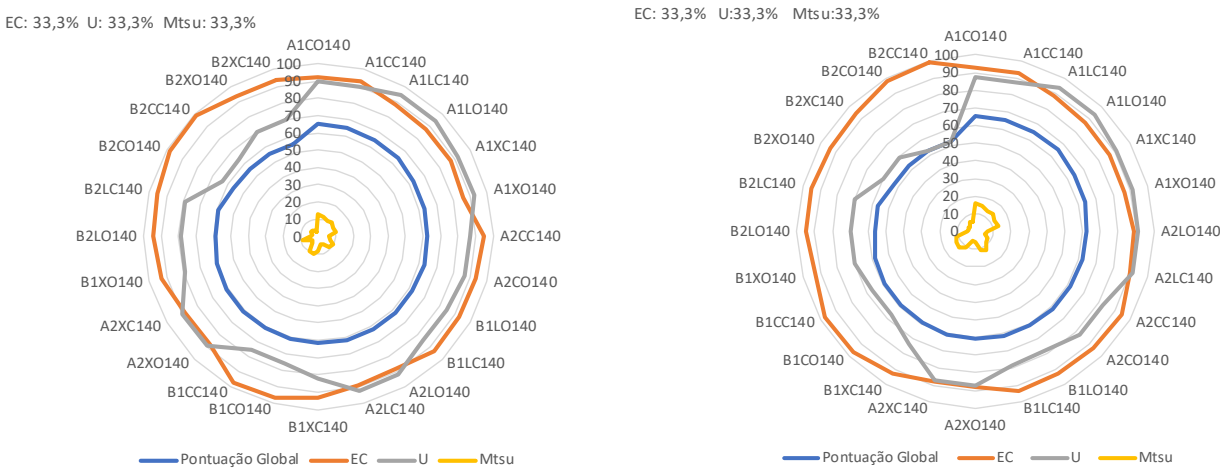 EC: 33,3% U: 33,3% Mtsu: 33,3%
A1CO140
A1CC140
A1LC140
A1LO140
A1XC140
A1XO140
A2CC140
A2CO140
B1LO140
B1LC140
A2LO140
A2LC140
B1XC140
B1CO140
B1CC140
A2XO140
A2XC140
B1XO140
B2LO140
B2LC140
B2CO140
B2CC140
B2XO140
B2XC140
100
90
80
70
60
50
40
30
20
10
0
Pontuação Global EC U Mtsu
EC: 33,3% U:33,3% Mtsu:33,3%
A1CO140
A1CC140
A1LC140
A1LO140
A1XC140
A1XO140
A2LO140
A2LC140
A2CC140
A2CO140
B1LO140
B1LC140
A2XO140
A2XC140
B1XC140
B1CO140
B1CC140
B1XO140
B2LO140
B2LC140
B2XO140
B2XC140
B2CO140
B2CC140
100
90
80
70
60
50
40
30
20
10
0
Pontuação Global EC U Mtsu